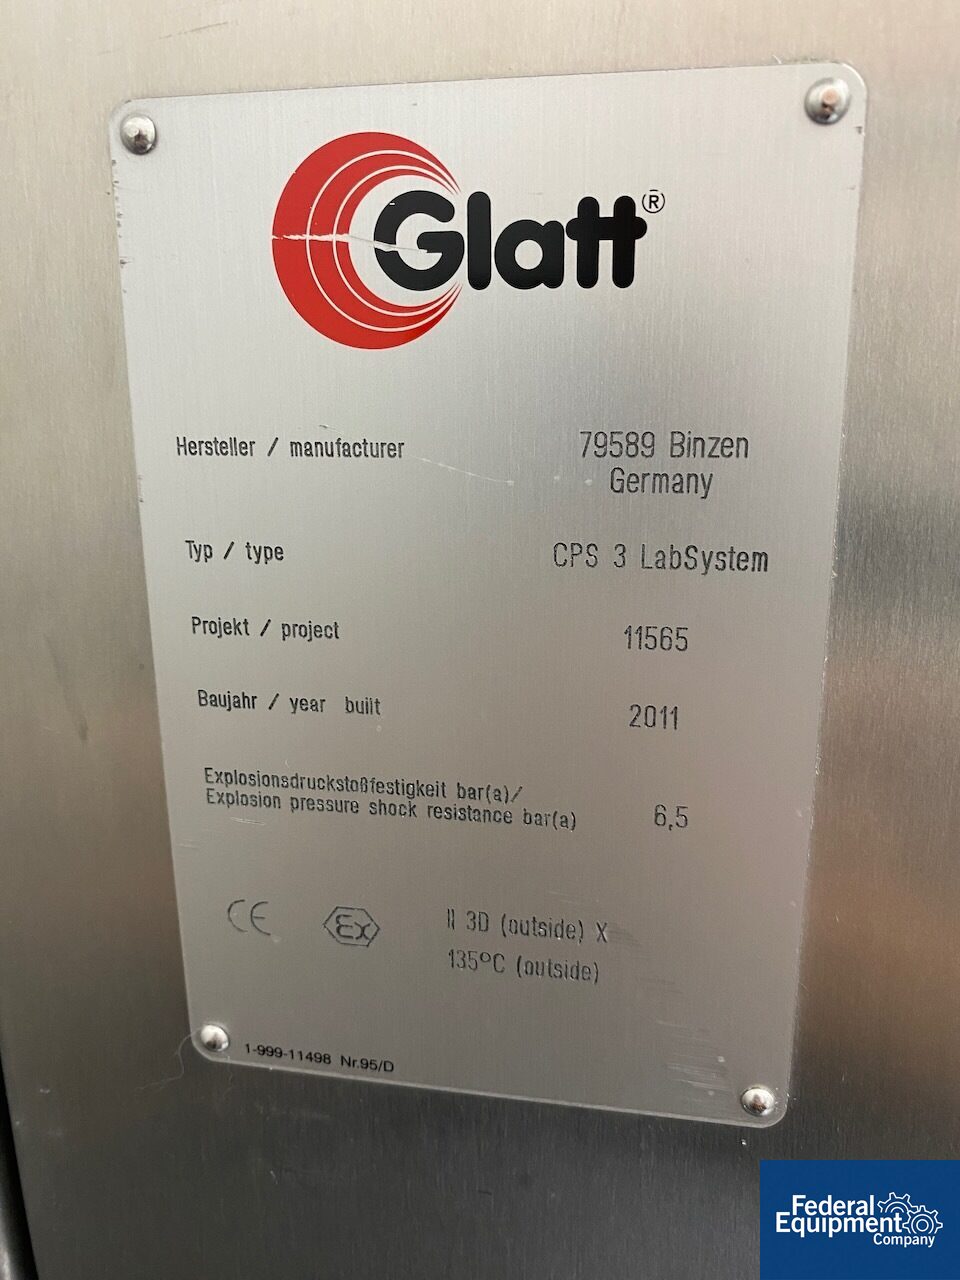 Glatt®
Hersteller / manufacturer 79589 Binzen
Germany
Typ / type CPS 3 LabSystem
Projekt / project 11565
Baujahr / year built 2011
Explosionsdruckstoßfestigkeit bar(a)/
Explosion pressure shock resistance bar(a) 6,5
CE Ex II 3D (outside) X
135°C (outside)
1-999-11498 Nr.95/D
Federal
Equipment
Company